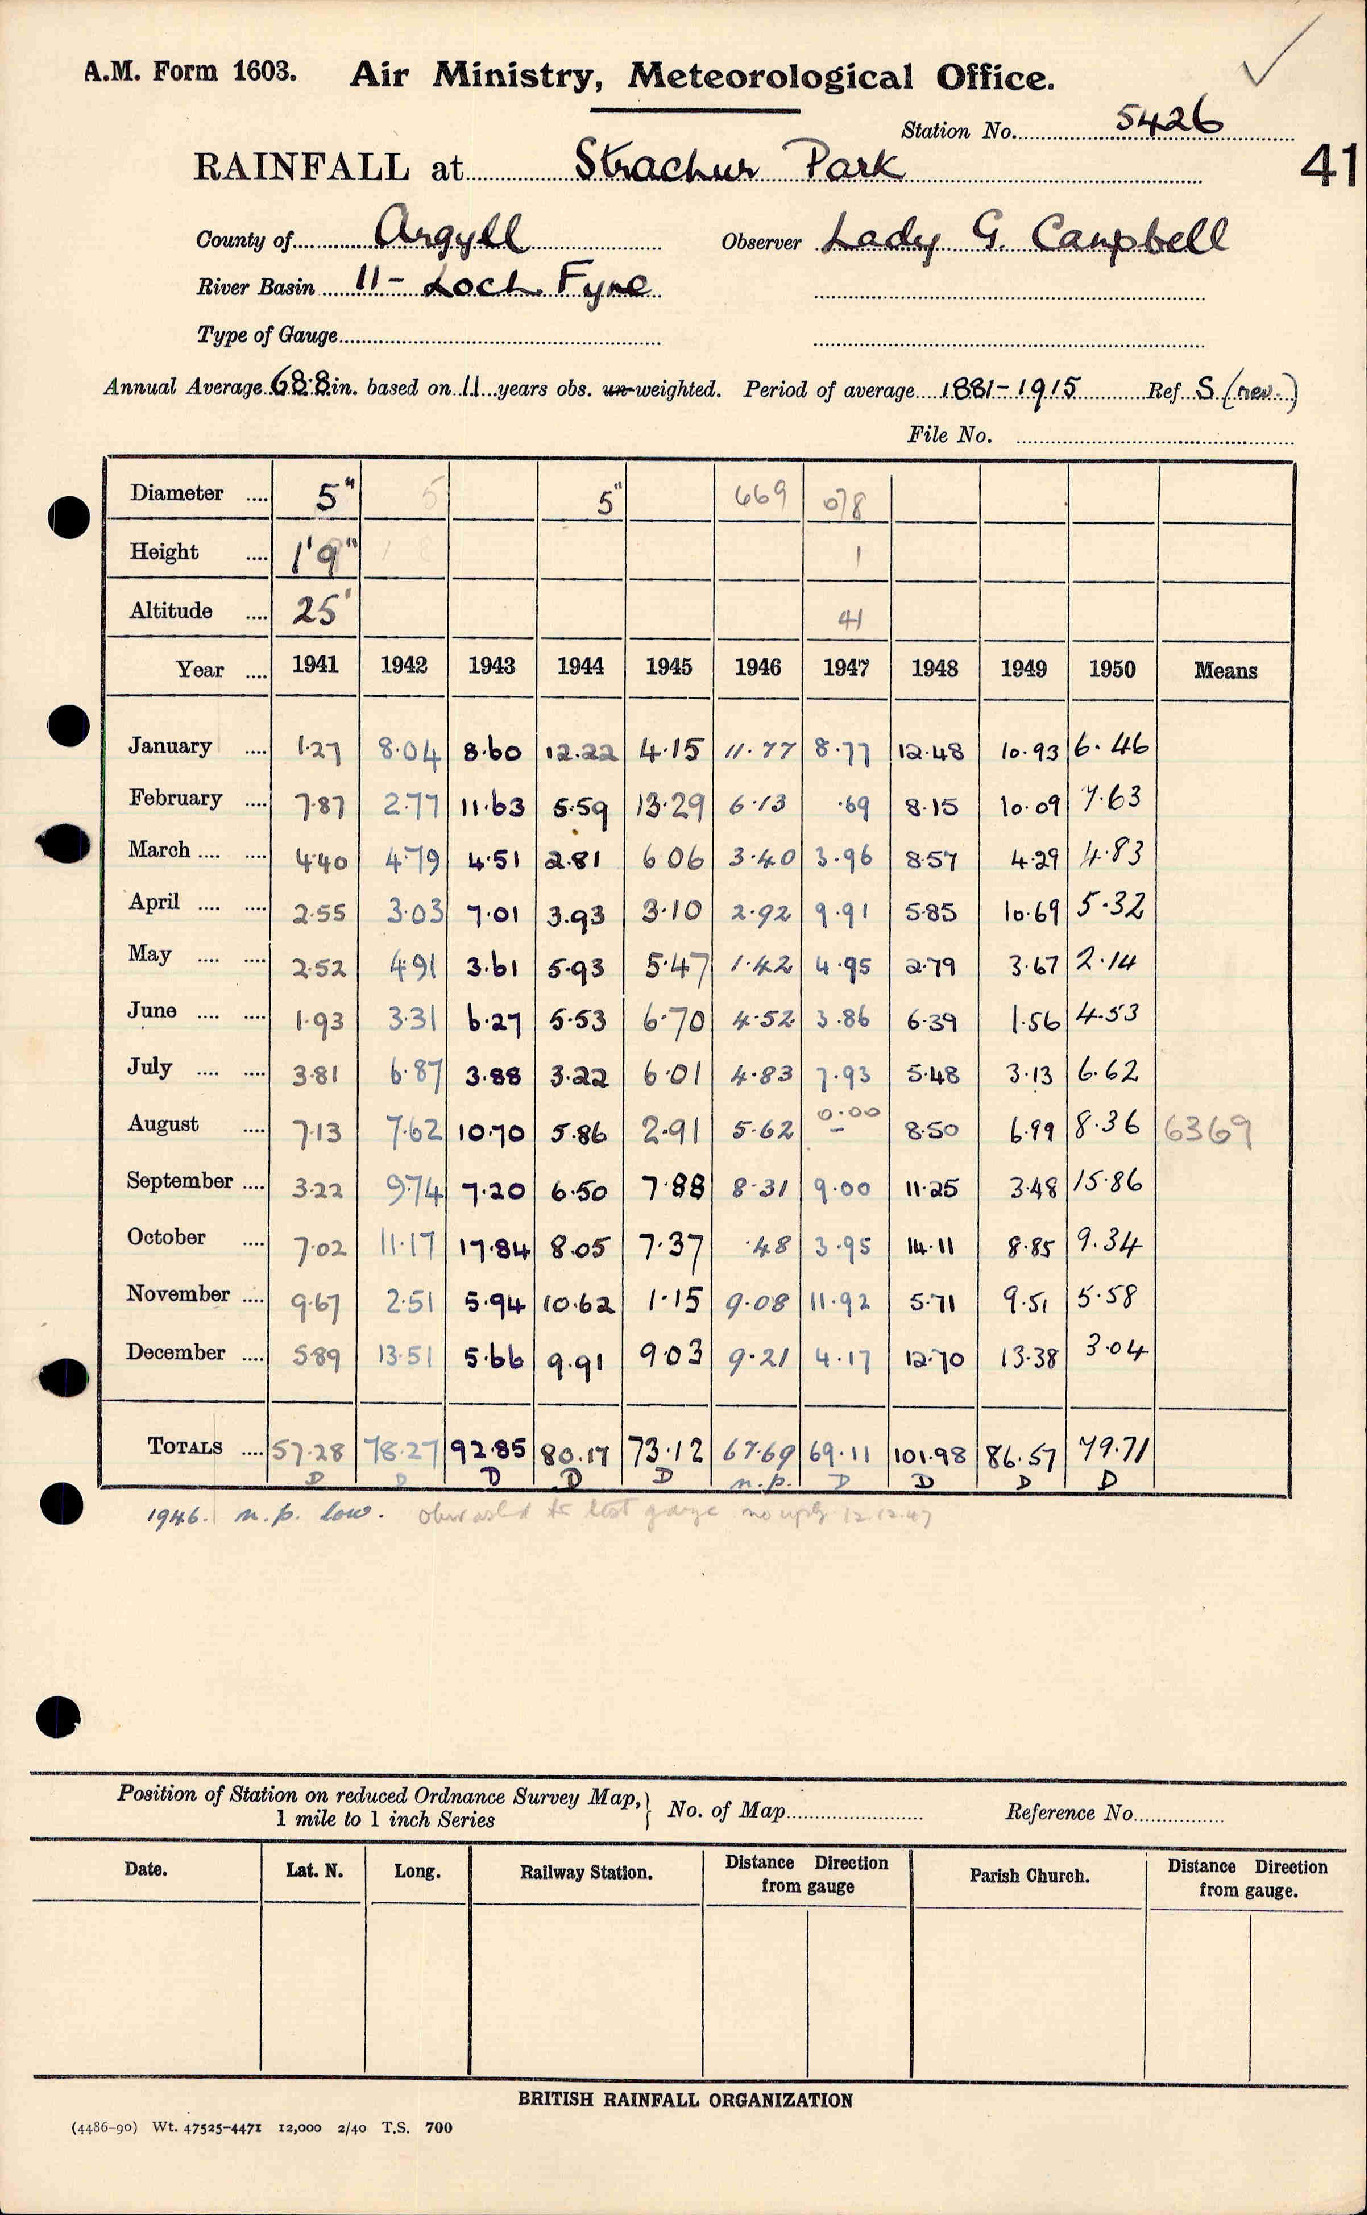 A.M. Form 1603. Air Ministry, Meteorological Office.
Station No. 5426
41
RAINFALL at Strachur Park
County of Argyll Observer Lady G. Campbell
River Basin 11 - Loch Fyne
Type of Gauge
Annual Average 68.8 in. based on 11 years obs. un-weighted. Period of average 1881-1915 Ref S (rev.)
File No.
Diameter .... 5" 5 5" 669 078
Height .... 1'9" 1 8 1
Altitude .... 25' 41
Year .... 1941 1942 1943 1944 1945 1946 1947 1948 1949 1950 Means
January .... 1.27 8.04 8.60 12.22 4.15 11.77 8.77 12.48 10.93 6.46
February .... 7.87 2.77 11.63 5.59 13.29 6.13 .69 8.15 10.09 7.63
March .... .... 4.40 4.79 4.51 2.81 6.06 3.40 3.96 8.57 4.29 4.83
April .... .... 2.55 3.03 7.01 3.93 3.10 2.92 9.91 5.85 10.69 5.32
May .... .... 2.52 4.91 3.61 5.93 5.47 1.42 4.95 2.79 3.67 2.14
June .... .... 1.93 3.31 6.27 5.53 6.70 4.52 3.86 6.39 1.56 4.53
July .... .... 3.81 6.87 3.88 3.22 6.01 4.83 7.93 5.48 3.13 6.62
August .... 7.13 7.62 10.70 5.86 2.91 5.62 0.00 – 8.50 6.99 8.36 6369
September .... 3.22 9.74 7.20 6.50 7.88 8.31 9.00 11.25 3.48 15.86
October .... 7.02 11.17 17.84 8.05 7.37 .48 3.95 14.11 8.85 9.34
November .... 9.67 2.51 5.94 10.62 1.15 9.08 11.92 5.71 9.51 5.58
December .... 5.89 13.51 5.66 9.91 9.03 9.21 4.17 12.70 13.38 3.04
TOTALS .... 57.28 78.27 92.85 80.17 73.12 67.69 69.11 101.98 86.57 79.71
D D D D D n.p. D D D D
1946. n.p. low. to test gauge no reply 12.12.47
Position of Station on reduced Ordnance Survey Map, } No. of Map Reference No.
1 mile to 1 inch Series
Date. Lat. N. Long. Railway Station. Distance Direction from gauge Parish Church. Distance Direction from gauge.
BRITISH RAINFALL ORGANIZATION
(4486-90) Wt. 47525-4471 12,000 2/40 T.S. 700